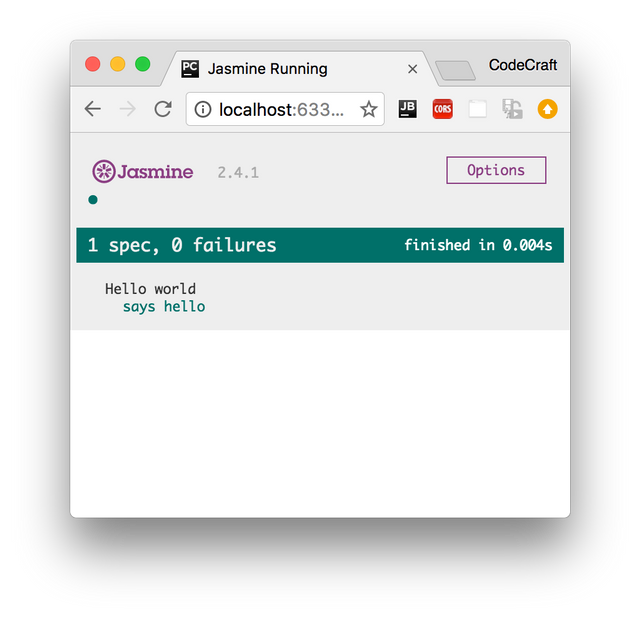 PC Jasmine Running × CodeCraft
localhost:633... JB CORS
Jasmine 2.4.1 Options
1 spec, 0 failures finished in 0.004s
Hello world
says hello